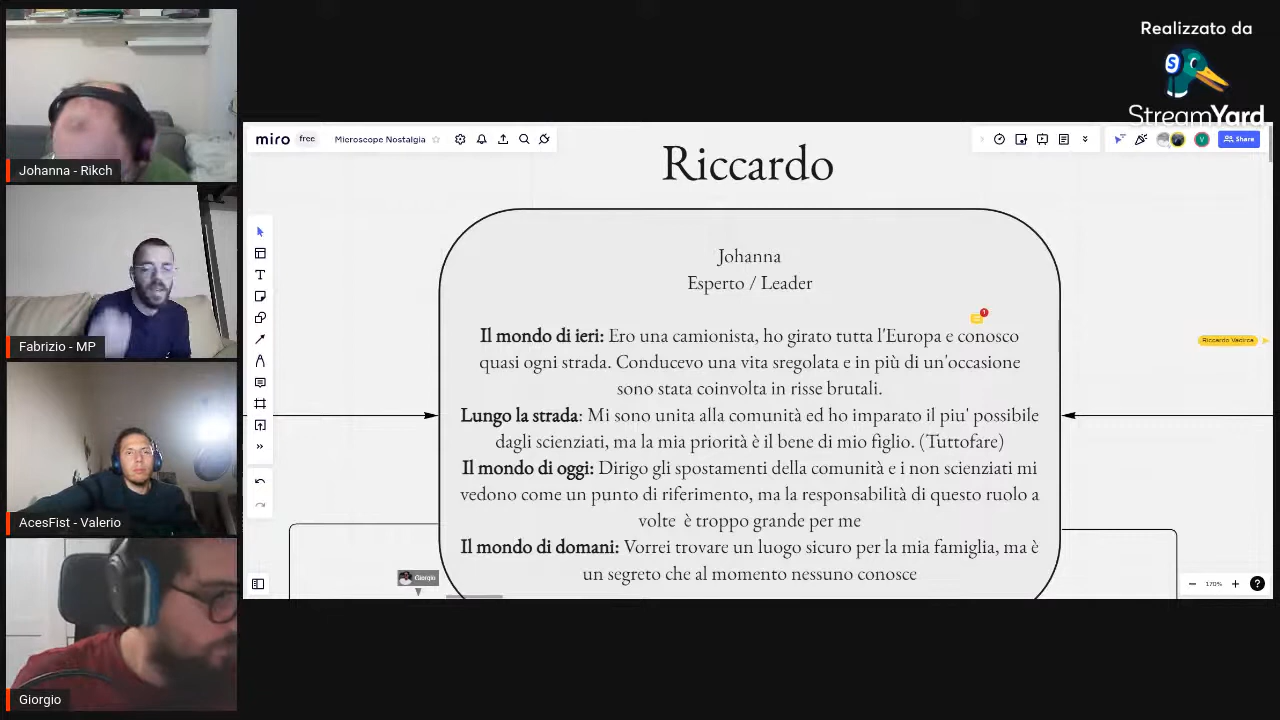 Realizzato da
StreamYard
Johanna - Rikch
Fabrizio - MP
AcesFist - Valerio
Giorgio
miro
free
Microscope Nostalgia
Share
Riccardo
Johanna
Esperto / Leader
Il mondo di ieri: Ero una camionista, ho girato tutta l'Europa e conosco
quasi ogni strada. Conducevo una vita sregolata e in più di un'occasione
sono stata coinvolta in risse brutali.
Lungo la strada: Mi sono unita alla comunità ed ho imparato il piu' possibile
dagli scienziati, ma la mia priorità è il bene di mio figlio. (Tuttofare)
Il mondo di oggi: Dirigo gli spostamenti della comunità e i non scienziati mi
vedono come un punto di riferimento, ma la responsabilità di questo ruolo a
volte è troppo grande per me
Il mondo di domani: Vorrei trovare un luogo sicuro per la mia famiglia, ma è
un segreto che al momento nessuno conosce
1
Riccardo Vadirca
Giorgio
V
170%